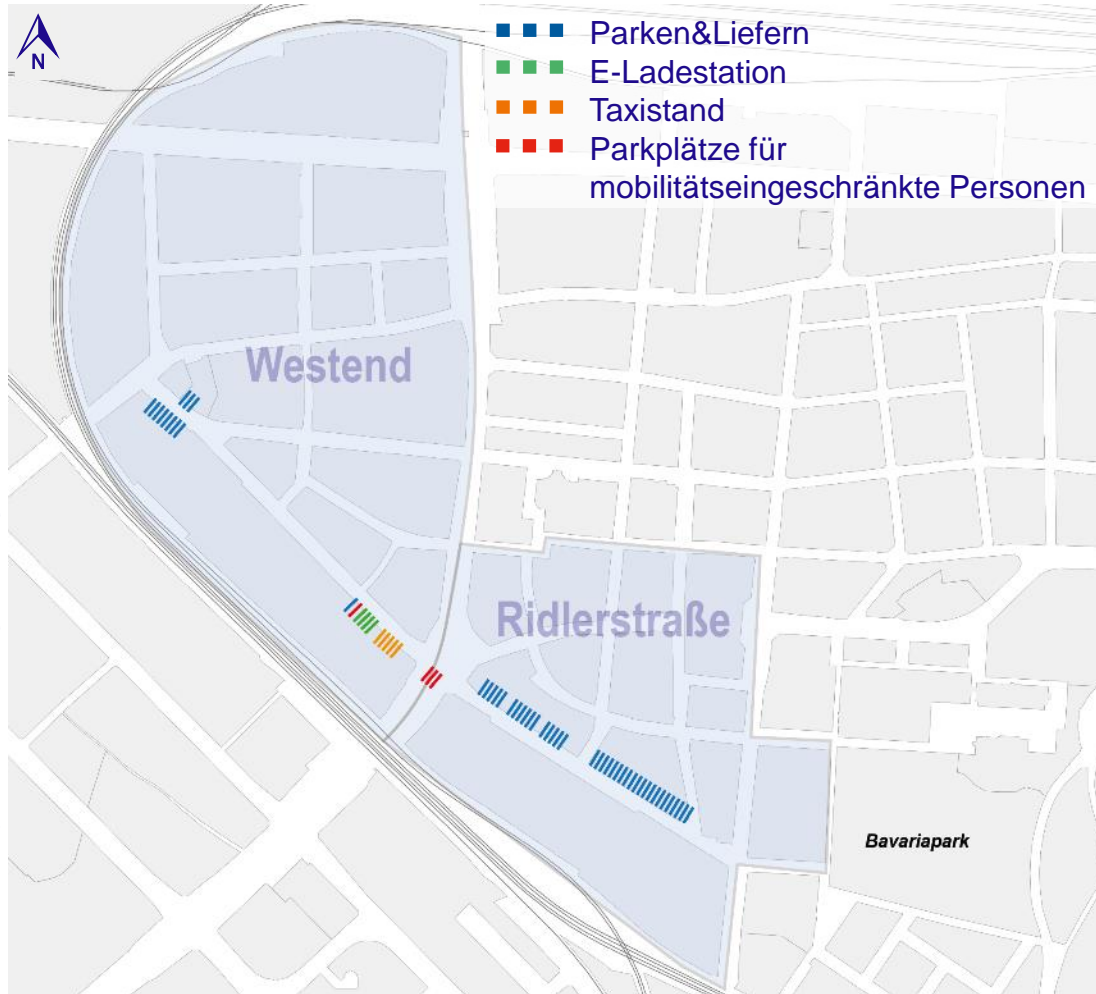 N
Parken&Liefern
E-Ladestation
Taxistand
Parkplätze für
mobilitätseingeschränkte Personen
Westend
Ridlerstraße
Bavariapark